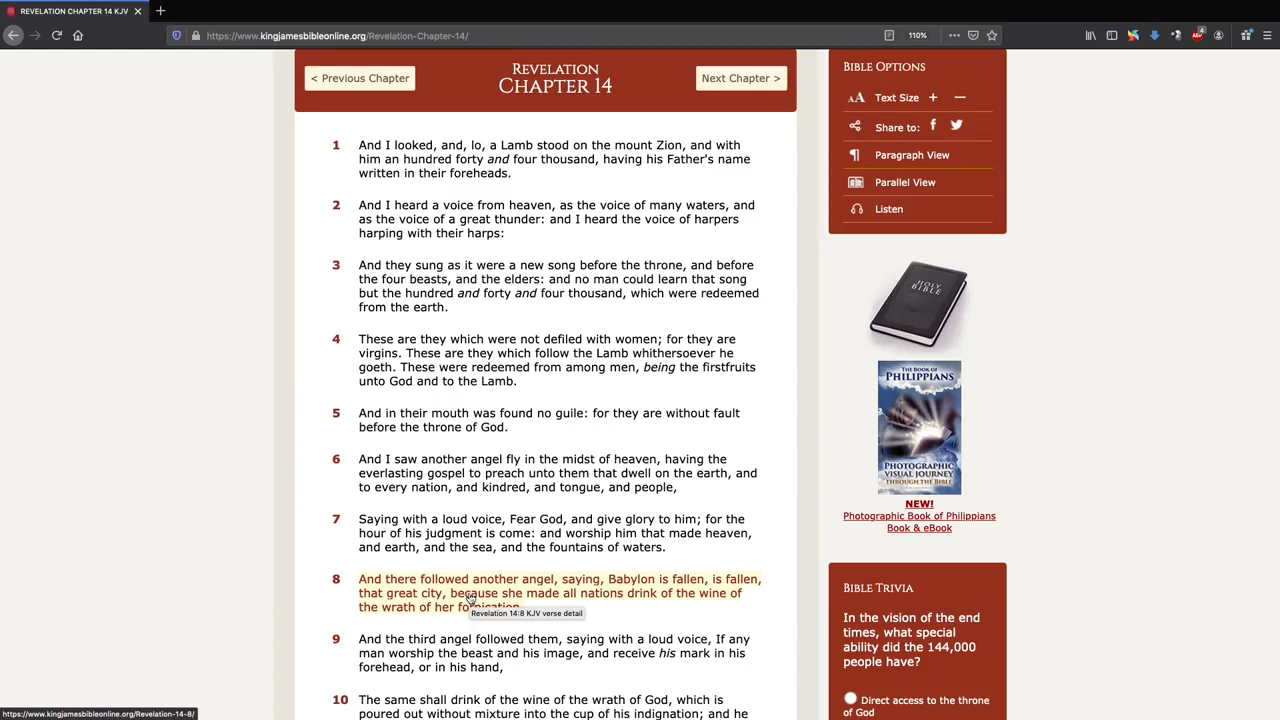 REVELATION CHAPTER 14 KJV
https://www.kingjamesbibleonline.org/Revelation-Chapter-14/
110%
< Previous Chapter
REVELATION
CHAPTER 14
Next Chapter >
1 And I looked, and, lo, a Lamb stood on the mount Zion, and with
him an hundred forty and four thousand, having his Father's name
written in their foreheads.
2 And I heard a voice from heaven, as the voice of many waters, and
as the voice of a great thunder: and I heard the voice of harpers
harping with their harps:
3 And they sung as it were a new song before the throne, and before
the four beasts, and the elders: and no man could learn that song
but the hundred and forty and four thousand, which were redeemed
from the earth.
4 These are they which were not defiled with women; for they are
virgins. These are they which follow the Lamb whithersoever he
goeth. These were redeemed from among men, being the firstfruits
unto God and to the Lamb.
5 And in their mouth was found no guile: for they are without fault
before the throne of God.
6 And I saw another angel fly in the midst of heaven, having the
everlasting gospel to preach unto them that dwell on the earth, and
to every nation, and kindred, and tongue, and people,
7 Saying with a loud voice, Fear God, and give glory to him; for the
hour of his judgment is come: and worship him that made heaven,
and earth, and the sea, and the fountains of waters.
8 And there followed another angel, saying, Babylon is fallen, is fallen,
that great city, because she made all nations drink of the wine of
the wrath of her fornication.
Revelation 14:8 KJV verse detail
9 And the third angel followed them, saying with a loud voice, If any
man worship the beast and his image, and receive his mark in his
forehead, or in his hand,
10 The same shall drink of the wine of the wrath of God, which is
poured out without mixture into the cup of his indignation; and he
BIBLE OPTIONS
AA Text Size + −
Share to:
Paragraph View
Parallel View
Listen
HOLY
BIBLE
THE BOOK OF
PHILIPPIANS
PHOTOGRAPHIC
VISUAL JOURNEY
THROUGH THE BIBLE
NEW!
Photographic Book of Philippians
Book & eBook
BIBLE TRIVIA
In the vision of the end
times, what special
ability did the 144,000
people have?
Direct access to the throne
of God
https://www.kingjamesbibleonline.org/Revelation-14-8/